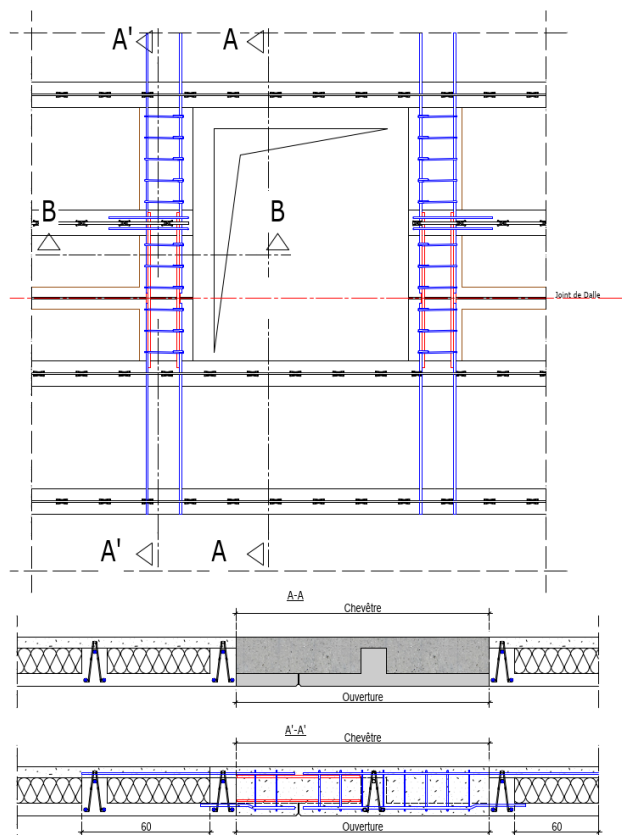 A' A
B B
Joint de Dalle
A' A
A-A
Chevêtre
Ouverture
A'-A'
Chevêtre
60 Ouverture 60